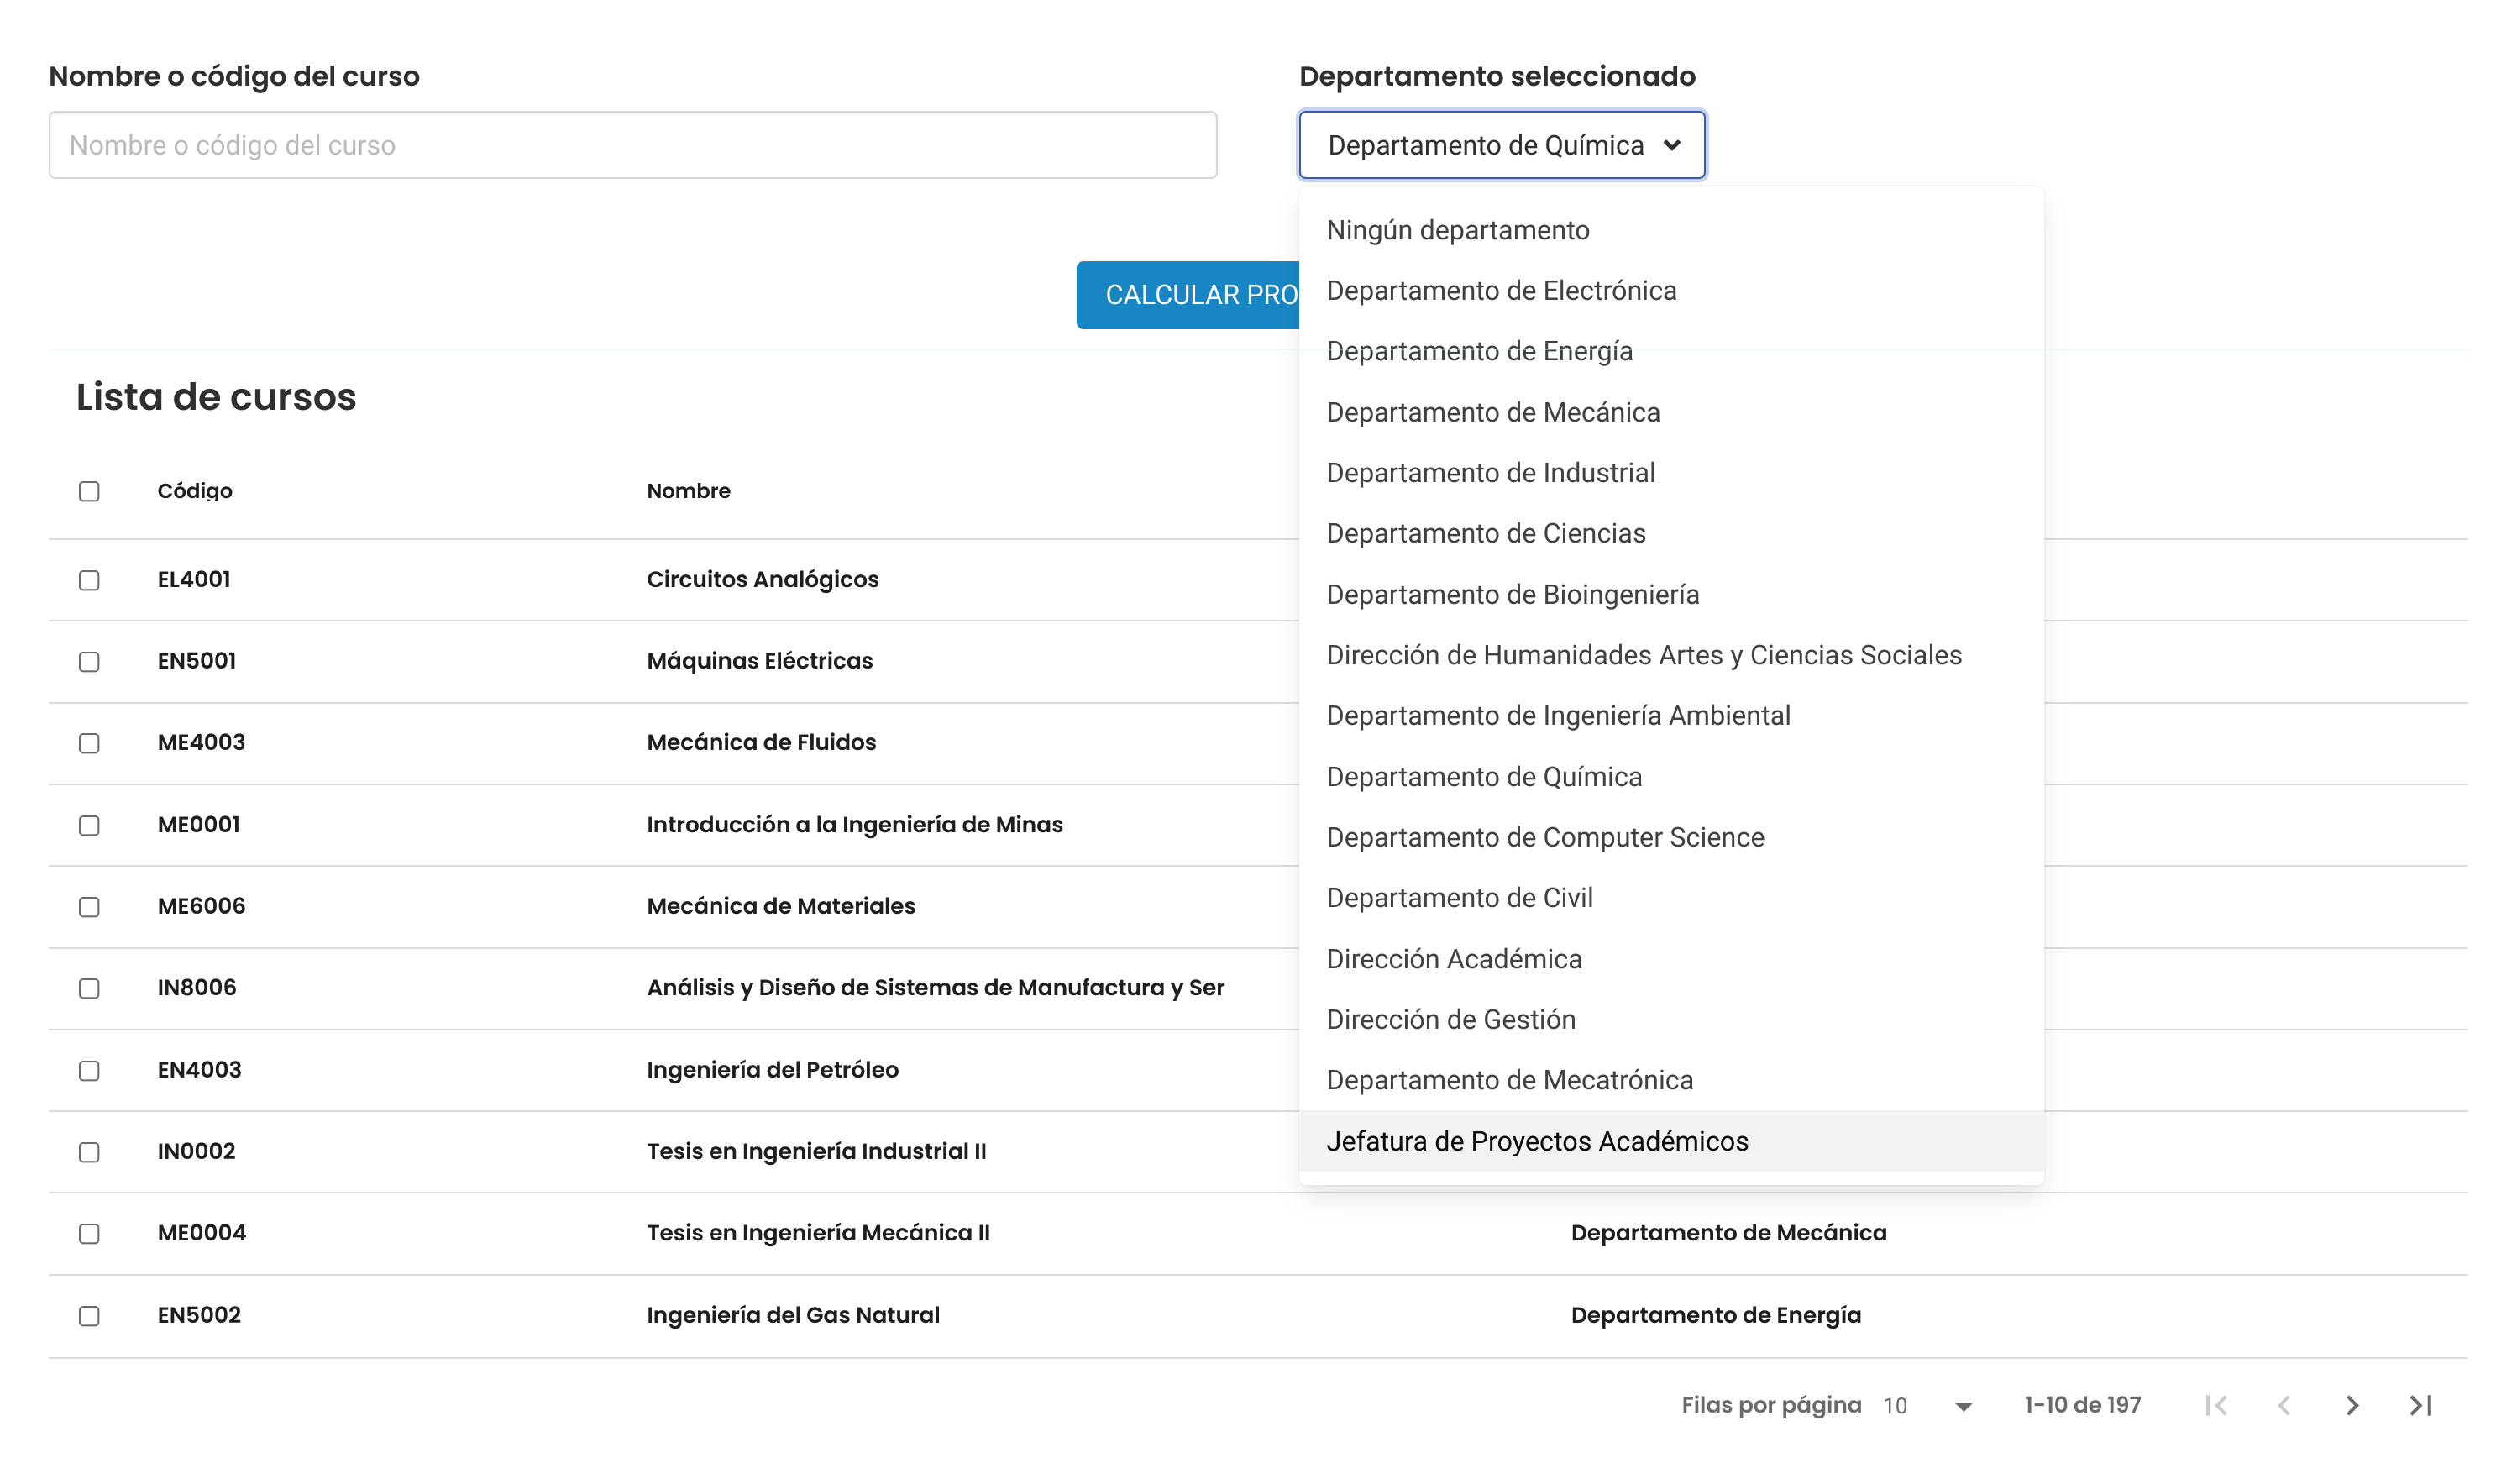 Nombre o código del curso
Departamento seleccionado
Nombre o código del curso
Departamento de Química
Ningún departamento
Departamento de Electrónica
Departamento de Energía
Departamento de Mecánica
Departamento de Industrial
Departamento de Ciencias
Departamento de Bioingeniería
Dirección de Humanidades Artes y Ciencias Sociales
Departamento de Ingeniería Ambiental
Departamento de Química
Departamento de Computer Science
Departamento de Civil
Dirección Académica
Dirección de Gestión
Departamento de Mecatrónica
Jefatura de Proyectos Académicos
CALCULAR PRO
Lista de cursos
Código Nombre
EL4001 Circuitos Analógicos
EN5001 Máquinas Eléctricas
ME4003 Mecánica de Fluidos
ME0001 Introducción a la Ingeniería de Minas
ME6006 Mecánica de Materiales
IN8006 Análisis y Diseño de Sistemas de Manufactura y Ser
EN4003 Ingeniería del Petróleo
IN0002 Tesis en Ingeniería Industrial II
ME0004 Tesis en Ingeniería Mecánica II Departamento de Mecánica
EN5002 Ingeniería del Gas Natural Departamento de Energía
Filas por página 10 1-10 de 197